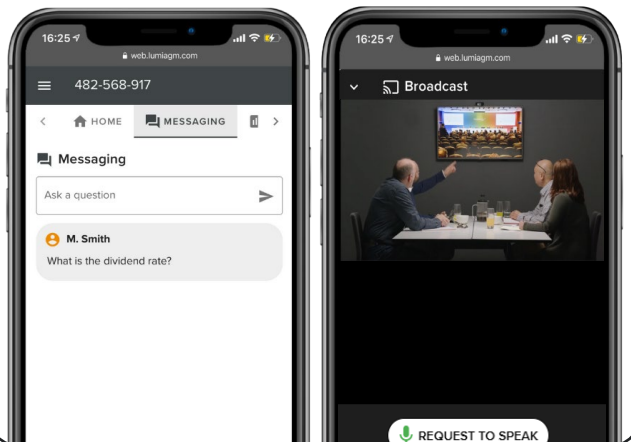 16:25
web.lumiagm.com
482-568-917
HOME
MESSAGING
Messaging
Ask a question
M. Smith
What is the dividend rate?
16:25
web.lumiagm.com
Broadcast
REQUEST TO SPEAK